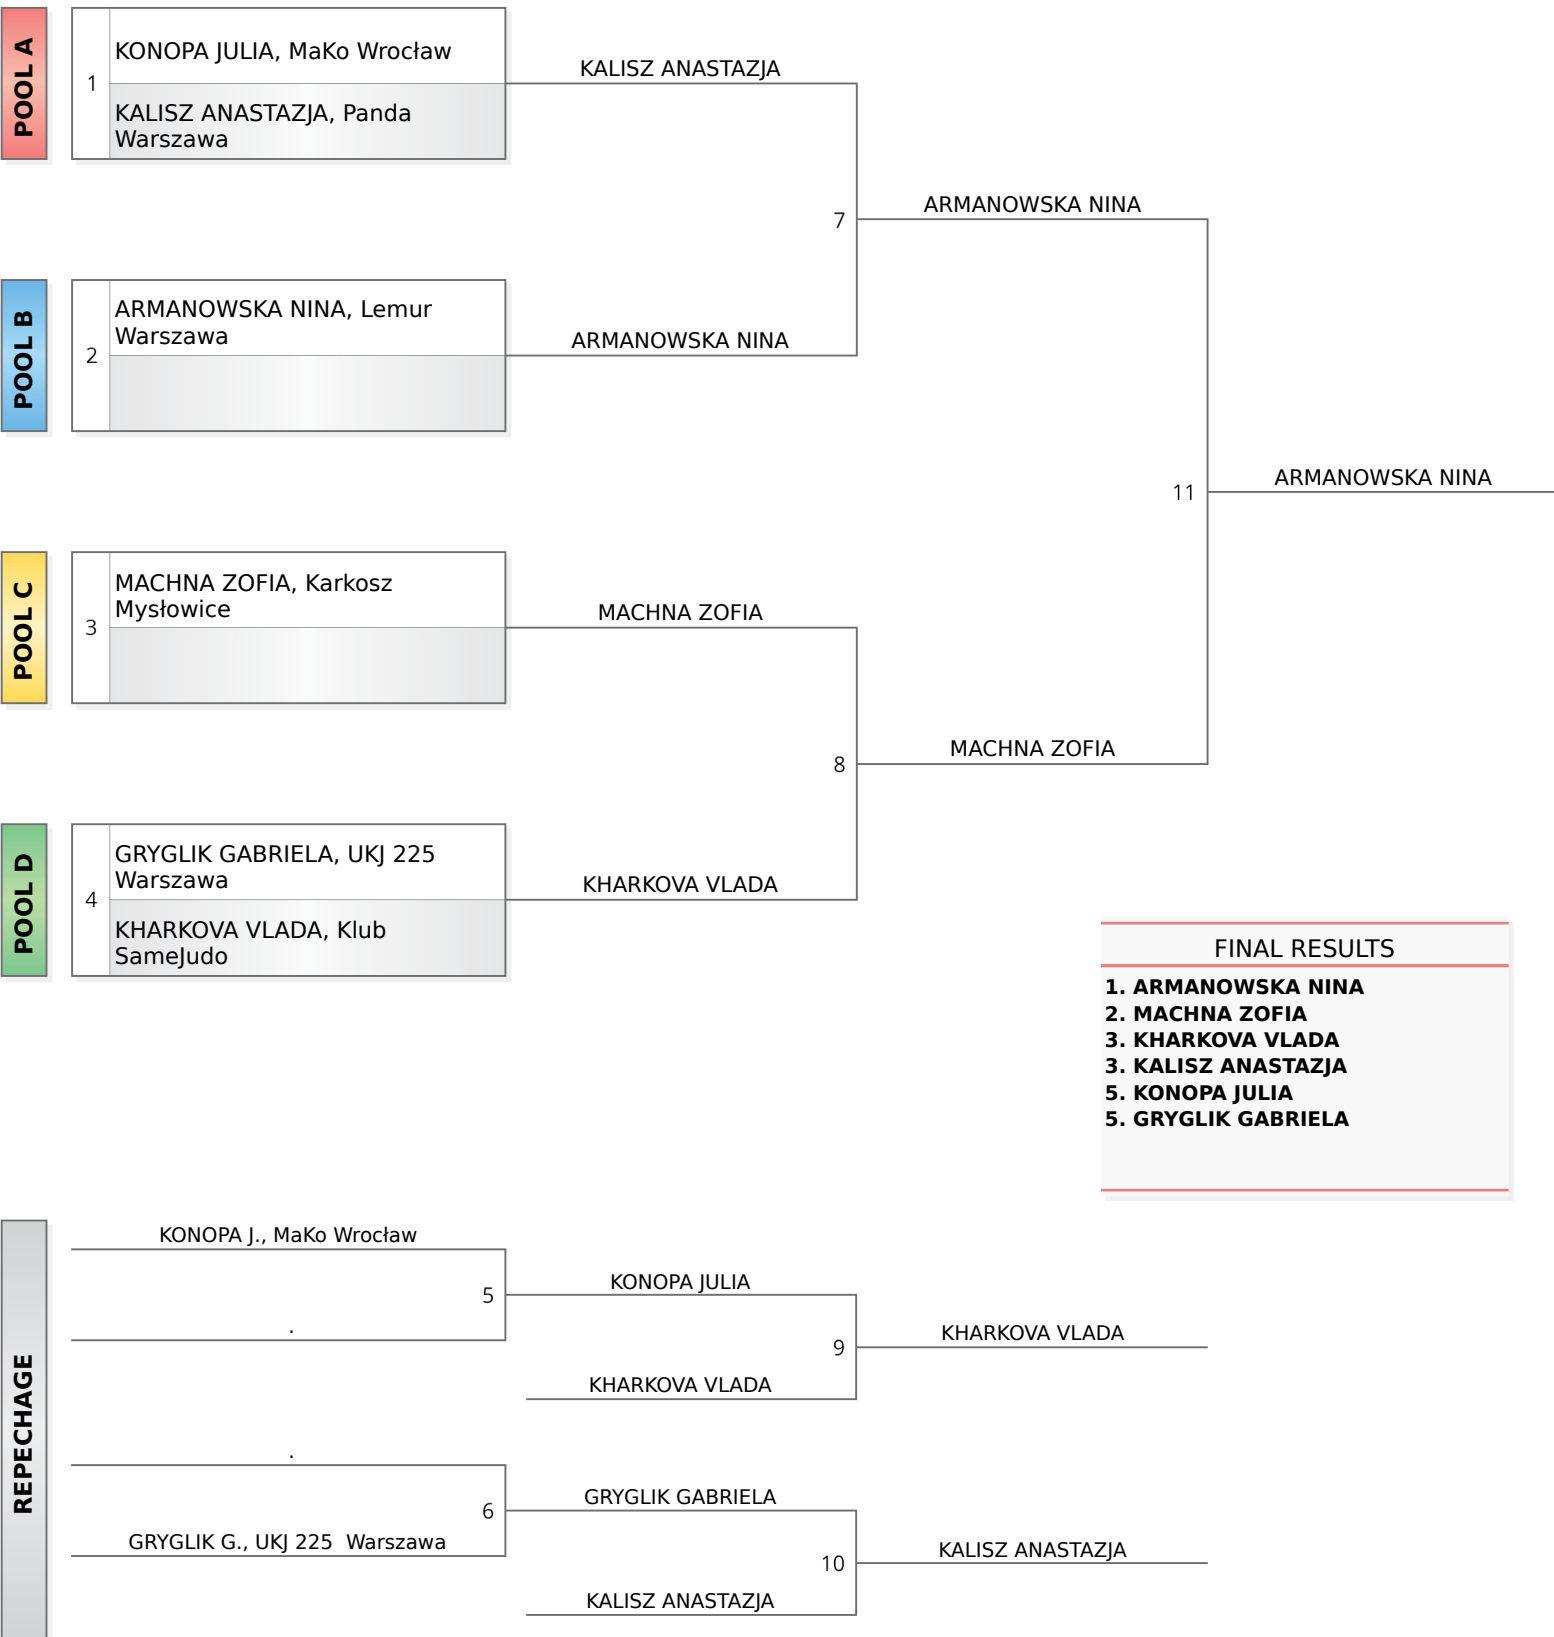 POOL A
1
KONOPA JULIA, MaKo Wrocław
KALISZ ANASTAZJA, Panda
Warszawa
KALISZ ANASTAZJA
7
ARMANOWSKA NINA
POOL B
2
ARMANOWSKA NINA, Lemur
Warszawa
ARMANOWSKA NINA
11
ARMANOWSKA NINA
POOL C
3
MACHNA ZOFIA, Karkosz
Mysłowice
MACHNA ZOFIA
8
MACHNA ZOFIA
POOL D
4
GRYGLIK GABRIELA, UKJ 225
Warszawa
KHARKOVA VLADA, Klub
SameJudo
KHARKOVA VLADA
FINAL RESULTS
1. ARMANOWSKA NINA
2. MACHNA ZOFIA
3. KHARKOVA VLADA
3. KALISZ ANASTAZJA
5. KONOPA JULIA
5. GRYGLIK GABRIELA
REPECHAGE
KONOPA J., MaKo Wrocław
5
.
KONOPA JULIA
9
KHARKOVA VLADA
KHARKOVA VLADA
.
6
GRYGLIK G., UKJ 225  Warszawa
GRYGLIK GABRIELA
10
KALISZ ANASTAZJA
KALISZ ANASTAZJA